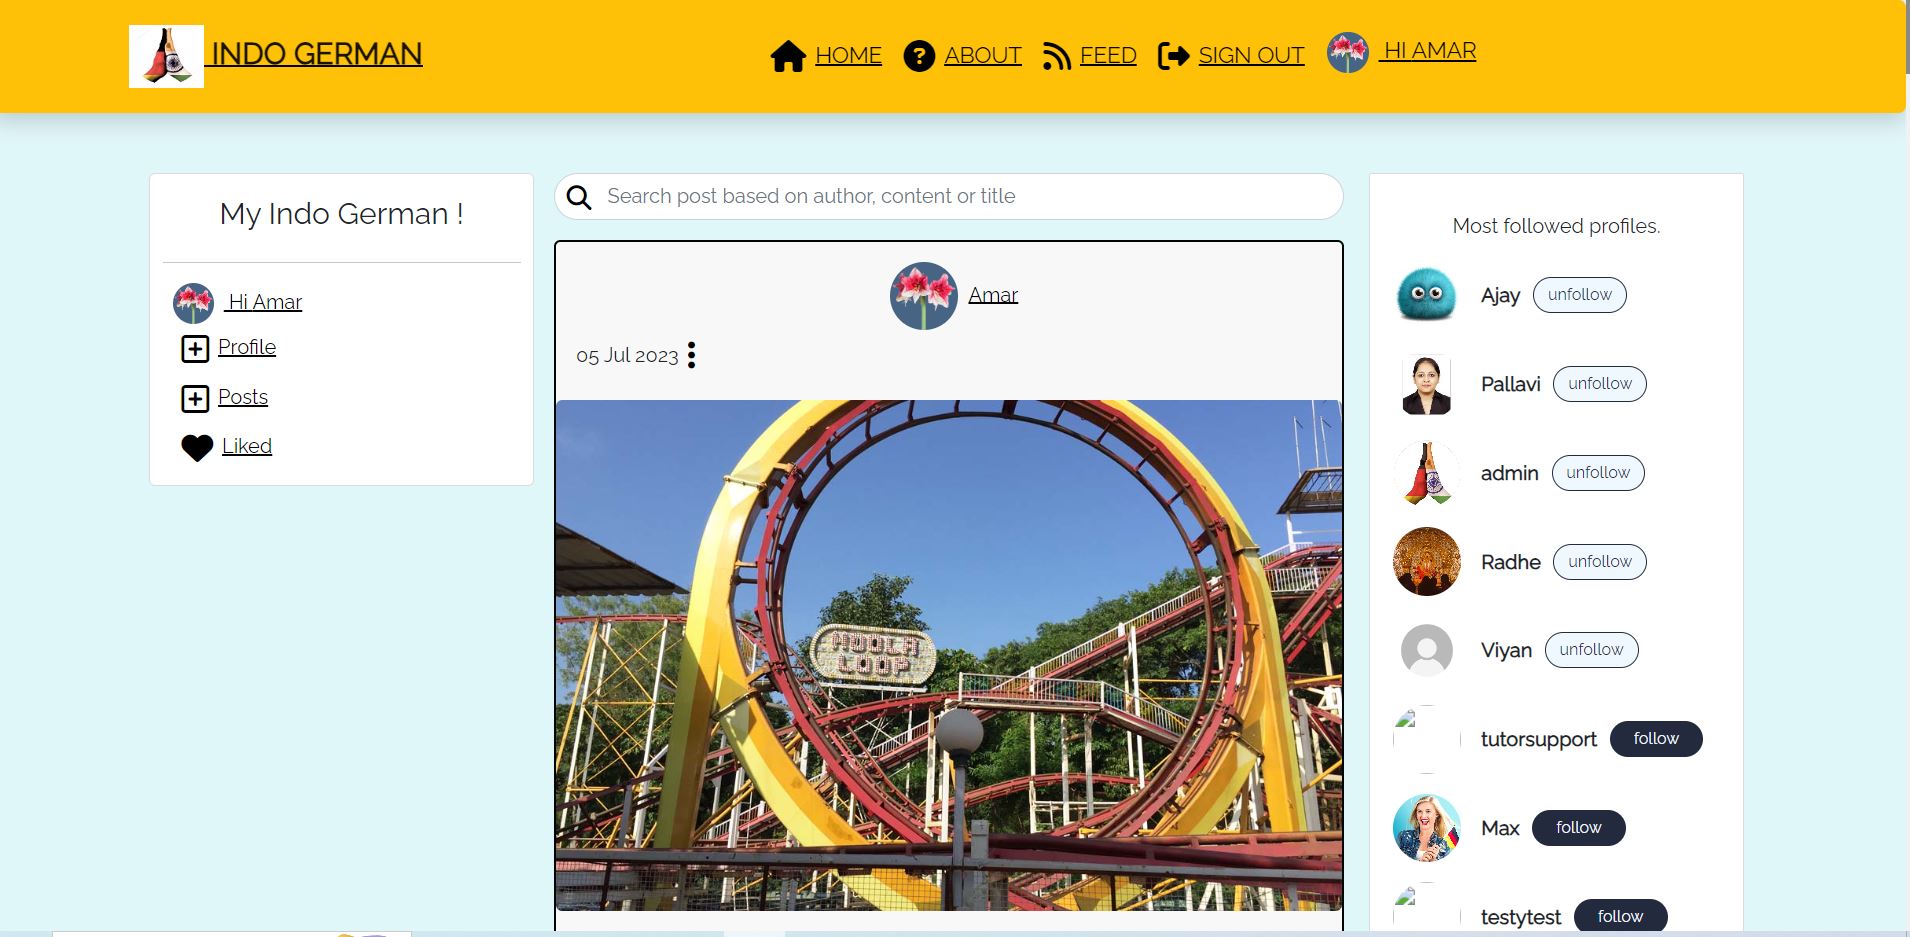 INDO GERMAN
HOME ABOUT FEED SIGN OUT HI AMAR
My Indo German !
Hi Amar
Profile
Posts
Liked
Search post based on author, content or title
Amar
05 Jul 2023
HOOLA
LOOP
Most followed profiles.
Ajay unfollow
Pallavi unfollow
admin unfollow
Radhe unfollow
Viyan unfollow
tutorsupport follow
Max follow
testytest follow